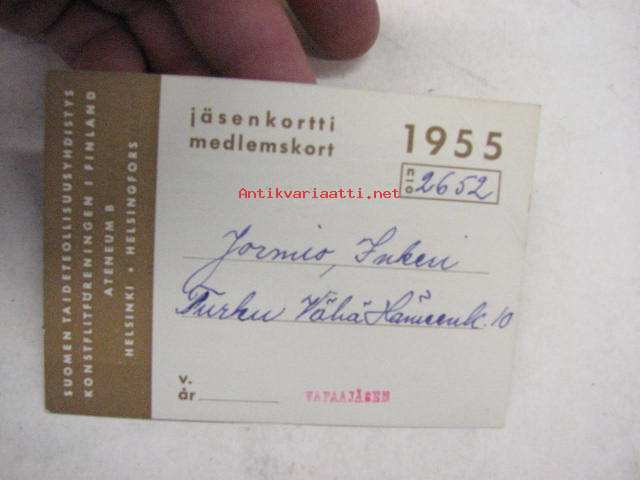 SUOMEN TAIDETEOLLISUUSYHDISTYS
KONSTFLITFÖRENINGEN I FINLAND
ATENEUM B
HELSINKI • HELSINGFORS
jäsenkortti
medlemskort
1955
n:o 2652
Antikvariaatti.net
Jormio, Inkeri
Turku Vähä Hämeenk. 10
v.
år
VAPAAJÄSEN